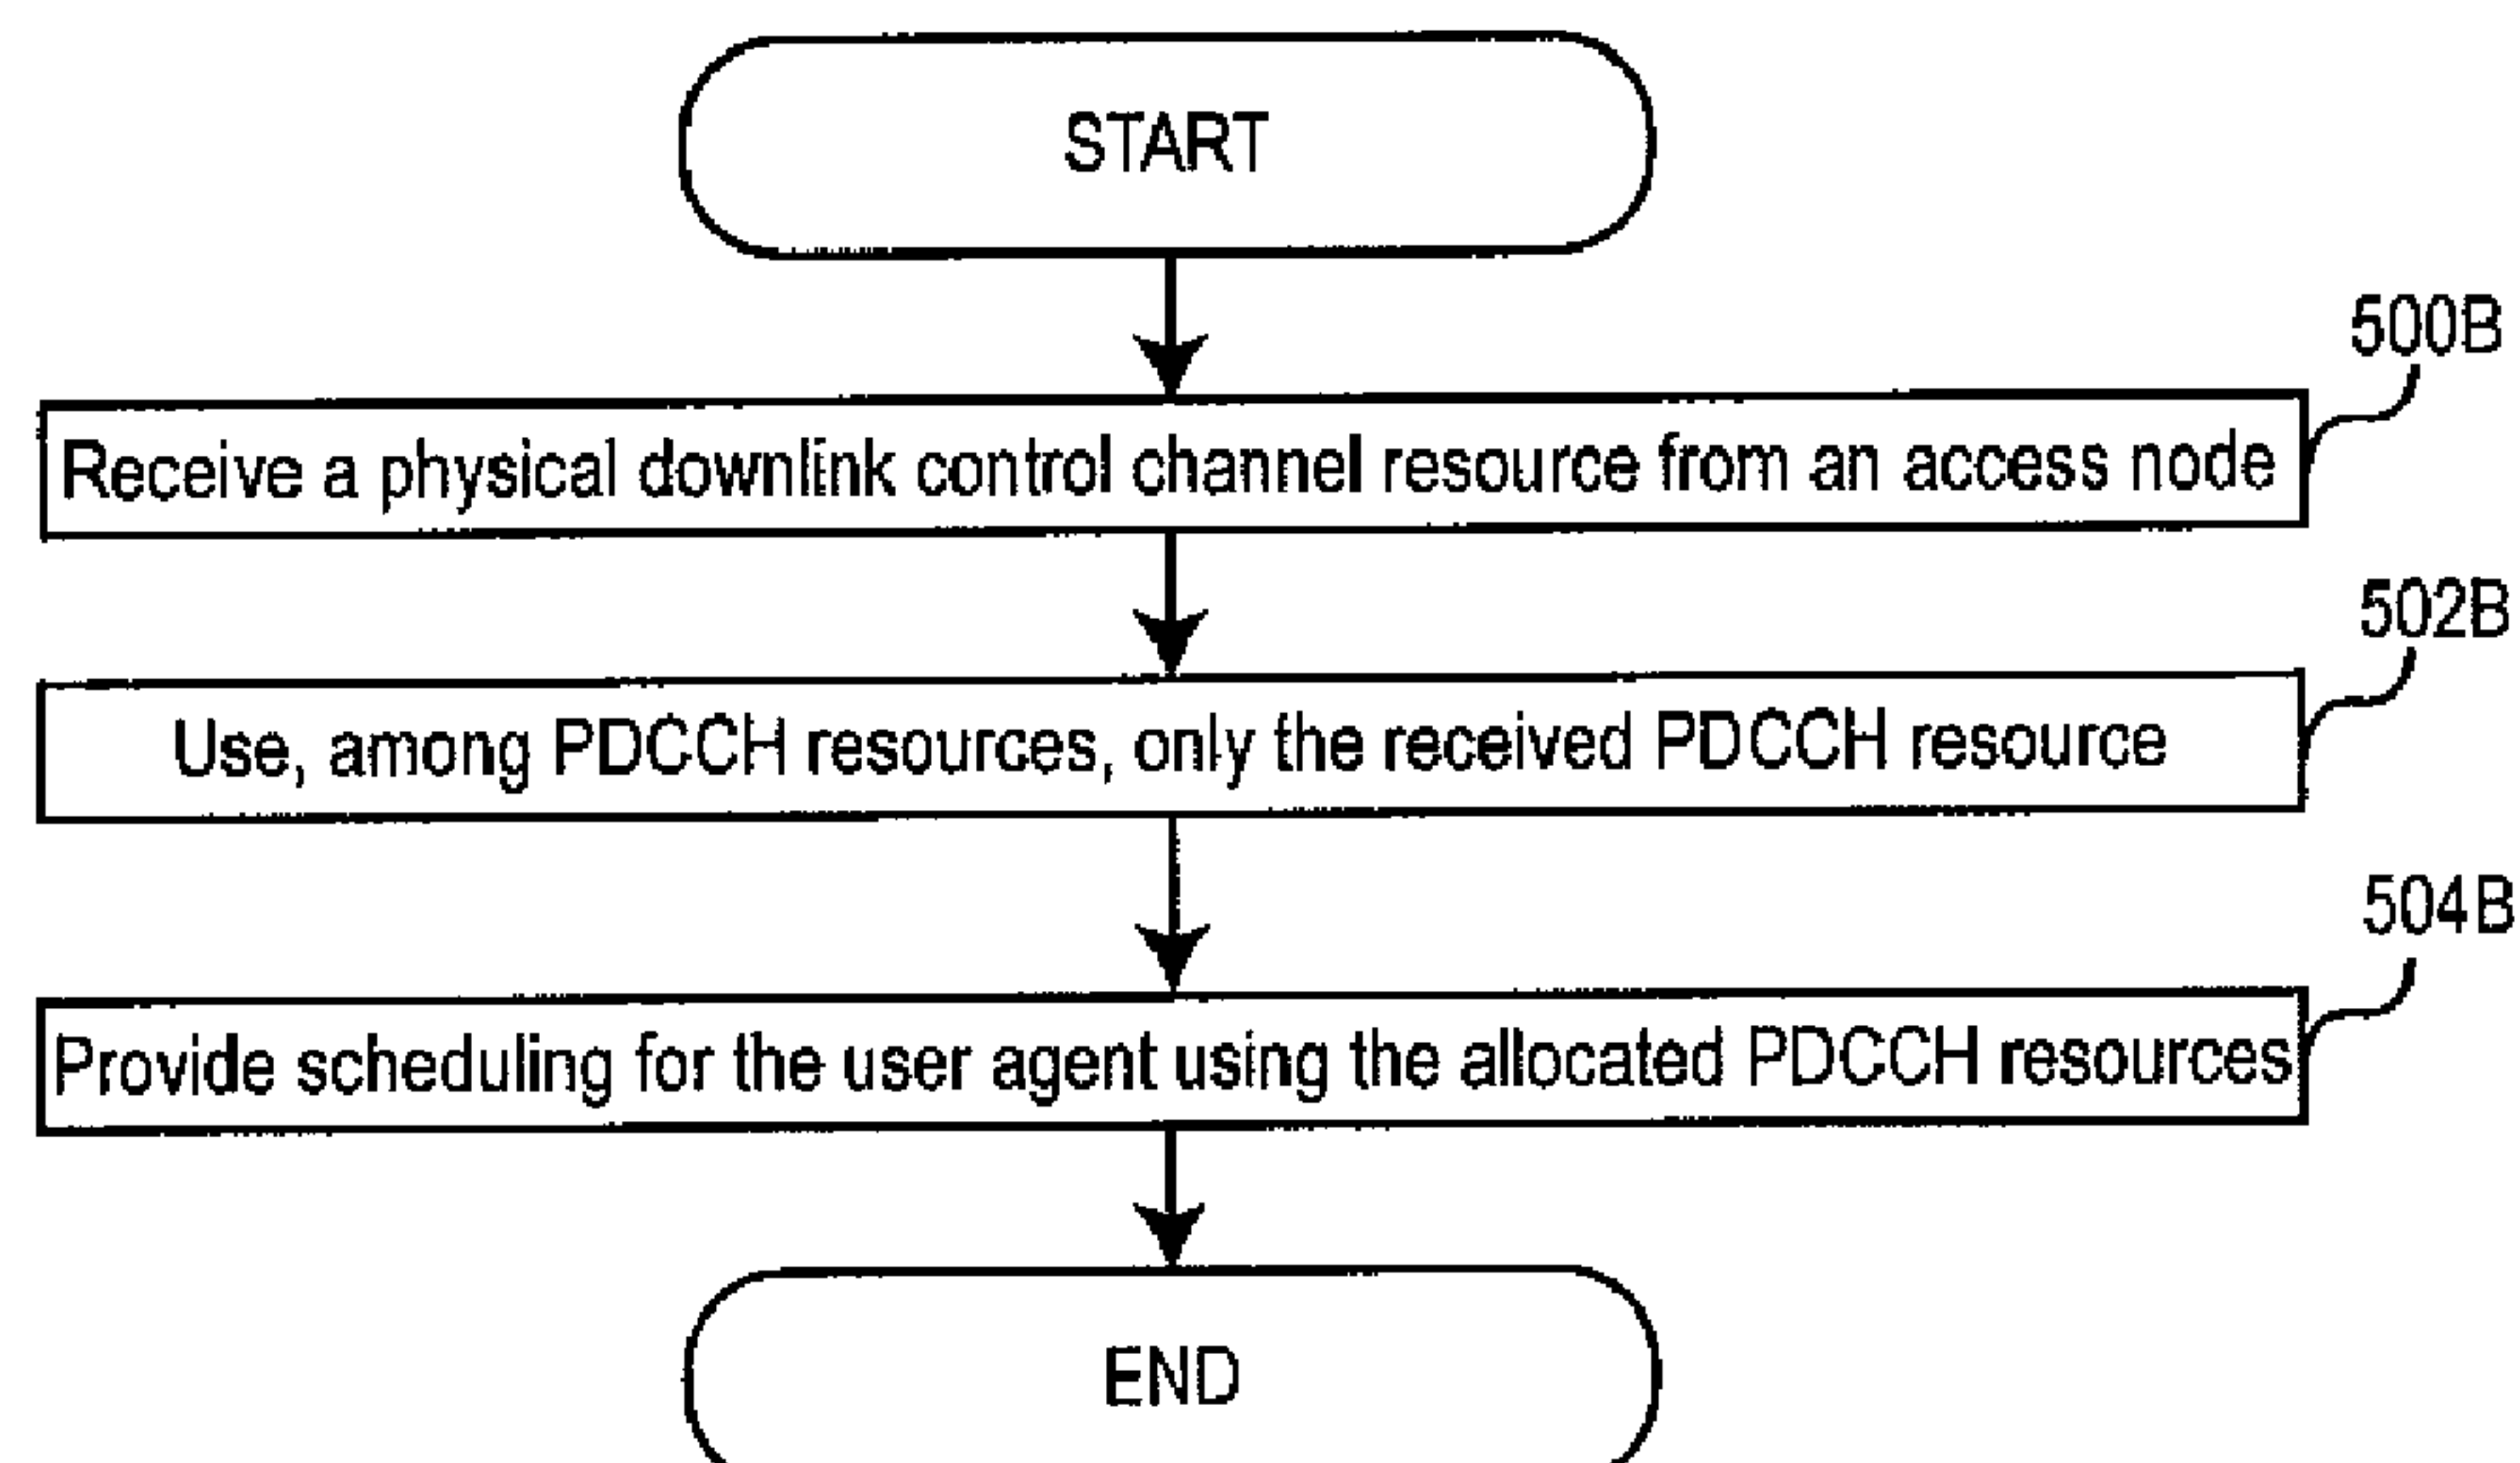 START
500B
Receive a physical downlink control channel resource from an access node
502B
Use, among PDCCH resources, only the received PDCCH resource
504B
Provide scheduling for the user agent using the allocated PDCCH resources
END